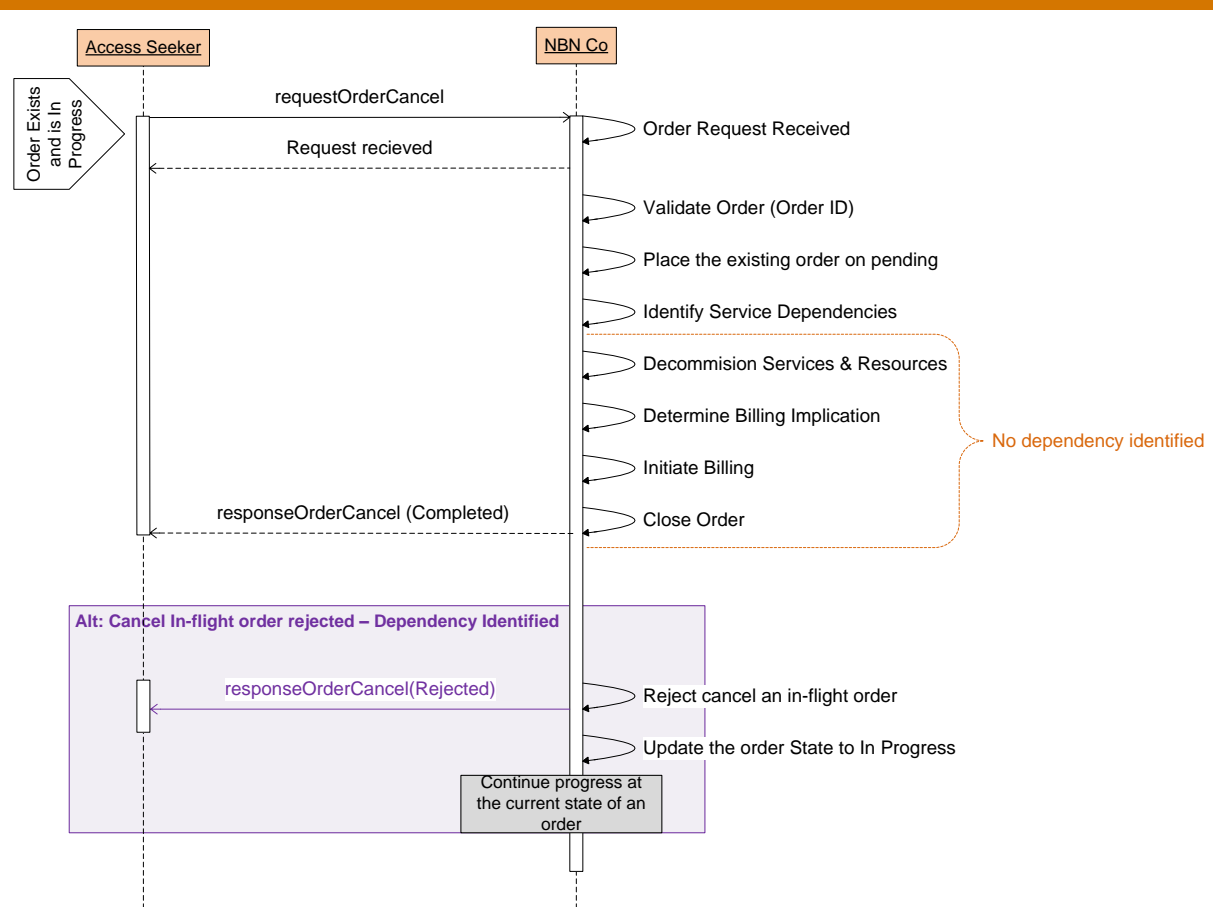 Access Seeker
NBN Co
Order Exists
and is In
Progress
requestOrderCancel
Order Request Received
Request recieved
Validate Order (Order ID)
Place the existing order on pending
Identify Service Dependencies
Decommision Services & Resources
Determine Billing Implication
No dependency identified
Initiate Billing
responseOrderCancel (Completed)
Close Order
Alt: Cancel In-flight order rejected – Dependency Identified
responseOrderCancel(Rejected)
Reject cancel an in-flight order
Update the order State to In Progress
Continue progress at
the current state of an
order